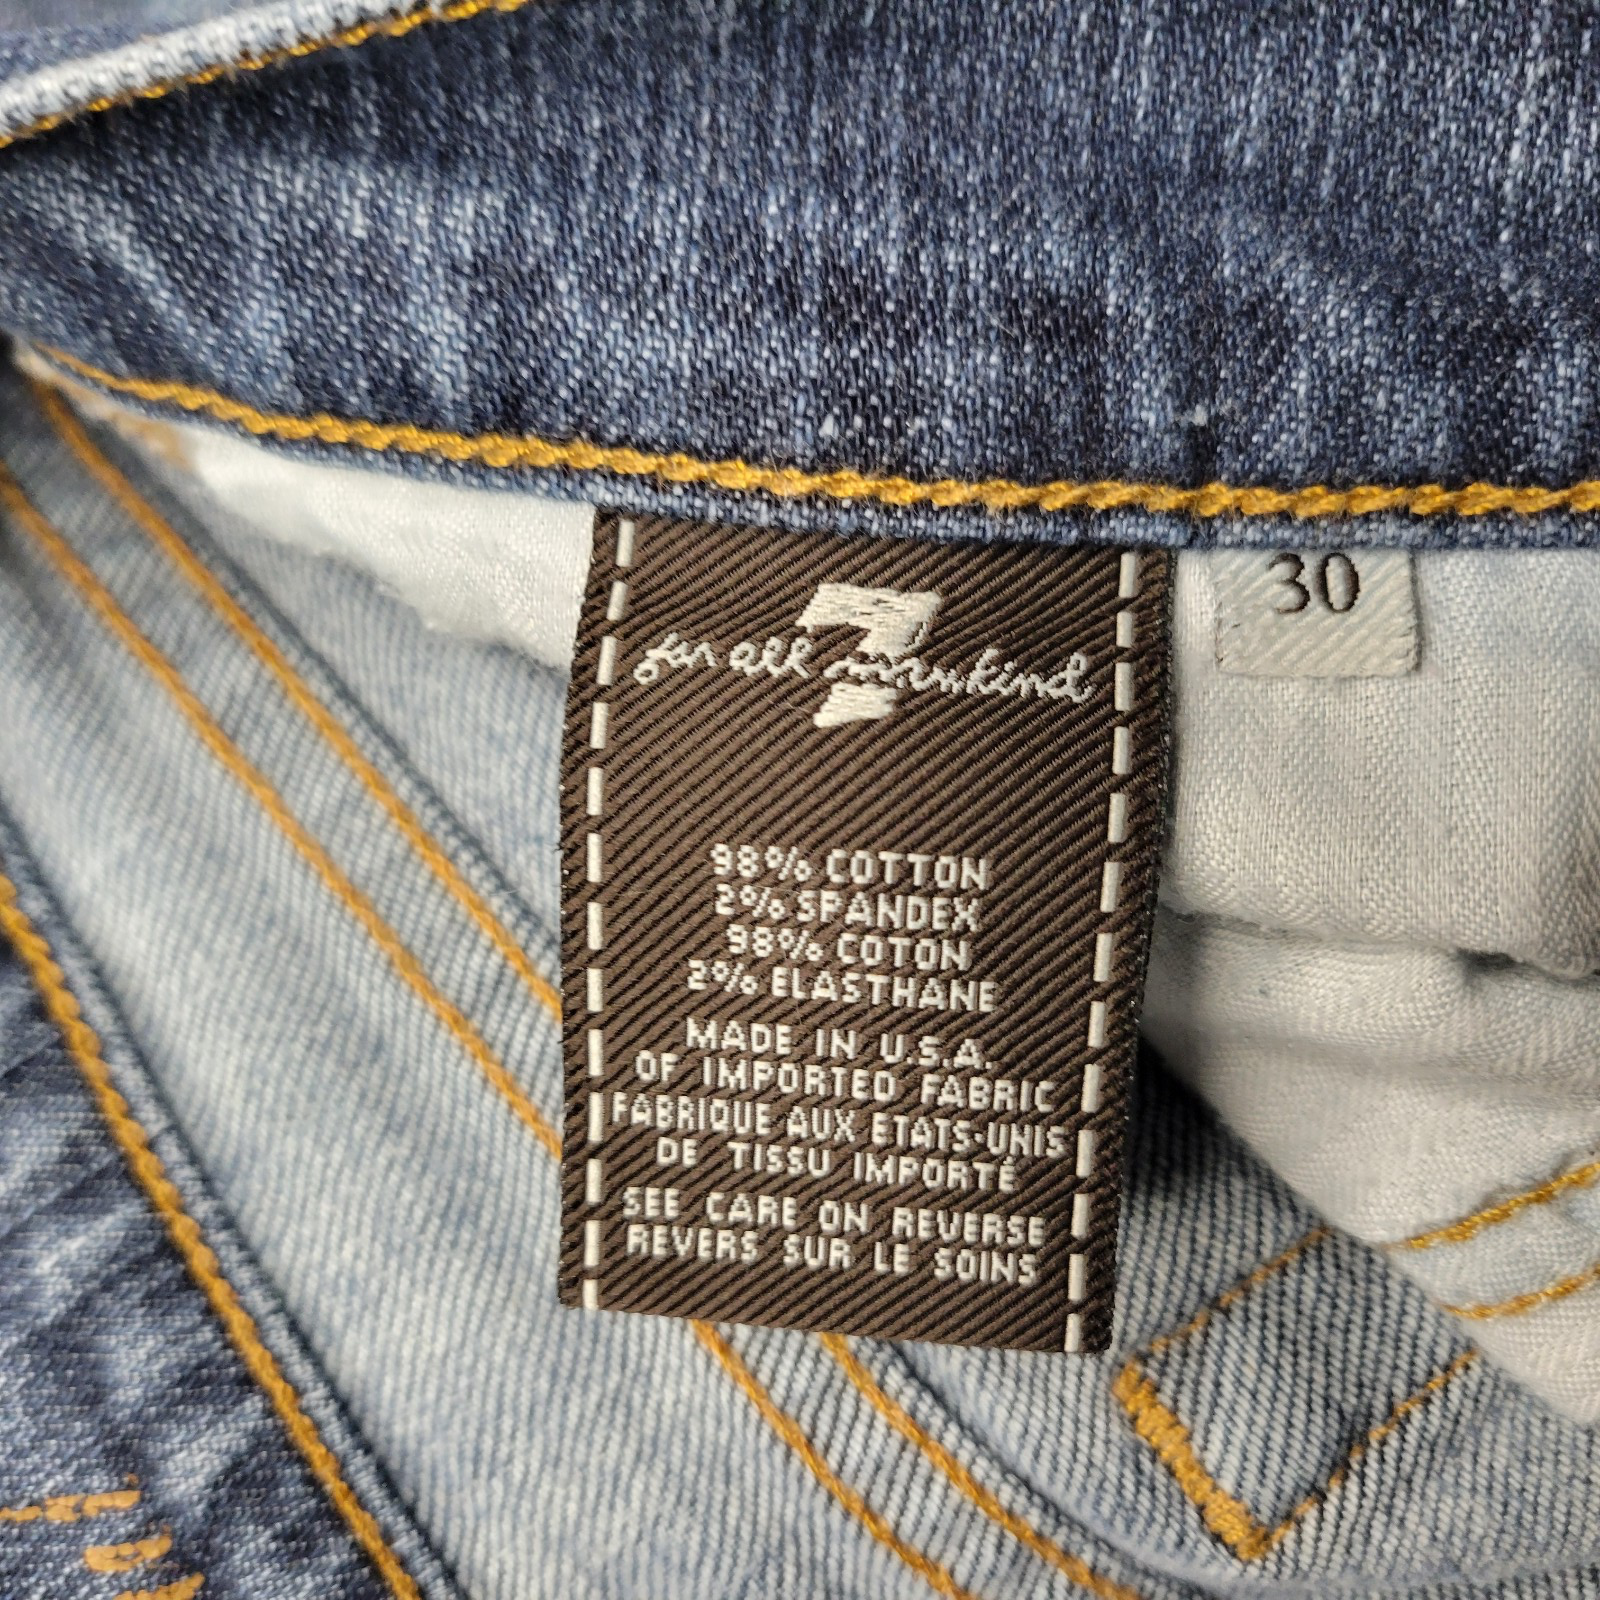 7
for all mankind
30
98% COTTON
2% SPANDEX
98% COTON
2% ELASTHANE
MADE IN U.S.A.
OF IMPORTED FABRIC
FABRIQUE AUX ETATS-UNIS
DE TISSU IMPORTÉ
SEE CARE ON REVERSE
REVERS SUR LE SOINS